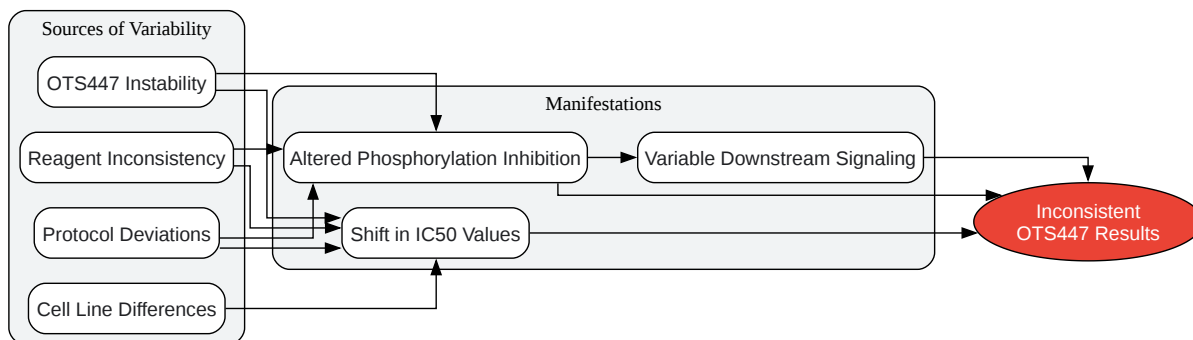 Sources of Variability
OTS447 Instability
Manifestations
Reagent Inconsistency
Altered Phosphorylation Inhibition
Variable Downstream Signaling
Protocol Deviations
Shift in IC50 Values
Inconsistent
OTS447 Results
Cell Line Differences